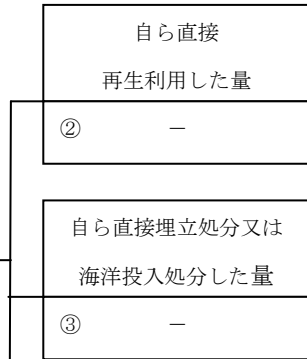 自ら直接
再生利用した量
② －
自ら直接埋立処分又は
海洋投入処分した量
③ －